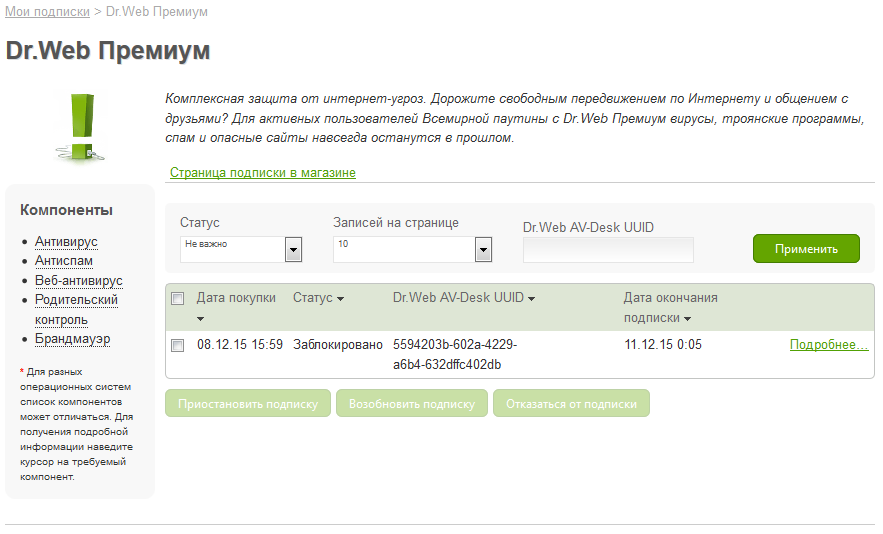 Мои подписки > Dr.Web Премиум
Dr.Web Премиум
Комплексная защита от интернет-угроз. Дорожите свободным передвижением по Интернету и общением с
друзьями? Для активных пользователей Всемирной паутины с Dr.Web Премиум вирусы, троянские программы,
спам и опасные сайты навсегда останутся в прошлом.
Страница подписки в магазине
Компоненты
Антивирус
Антиспам
Веб-антивирус
Родительский
контроль
Брандмауэр
* Для разных
операционных систем
список компонентов
может отличаться. Для
получения подробной
информации наведите
курсор на требуемый
компонент.
Статус Записей на странице Dr.Web AV-Desk UUID
Не важно 10 Применить
Дата покупки Статус Dr.Web AV-Desk UUID Дата окончания
подписки
08.12.15 15:59 Заблокировано 5594203b-602a-4229- 11.12.15 0:05 Подробнее...
a6b4-632dffc402db
Приостановить подписку Возобновить подписку Отказаться от подписки